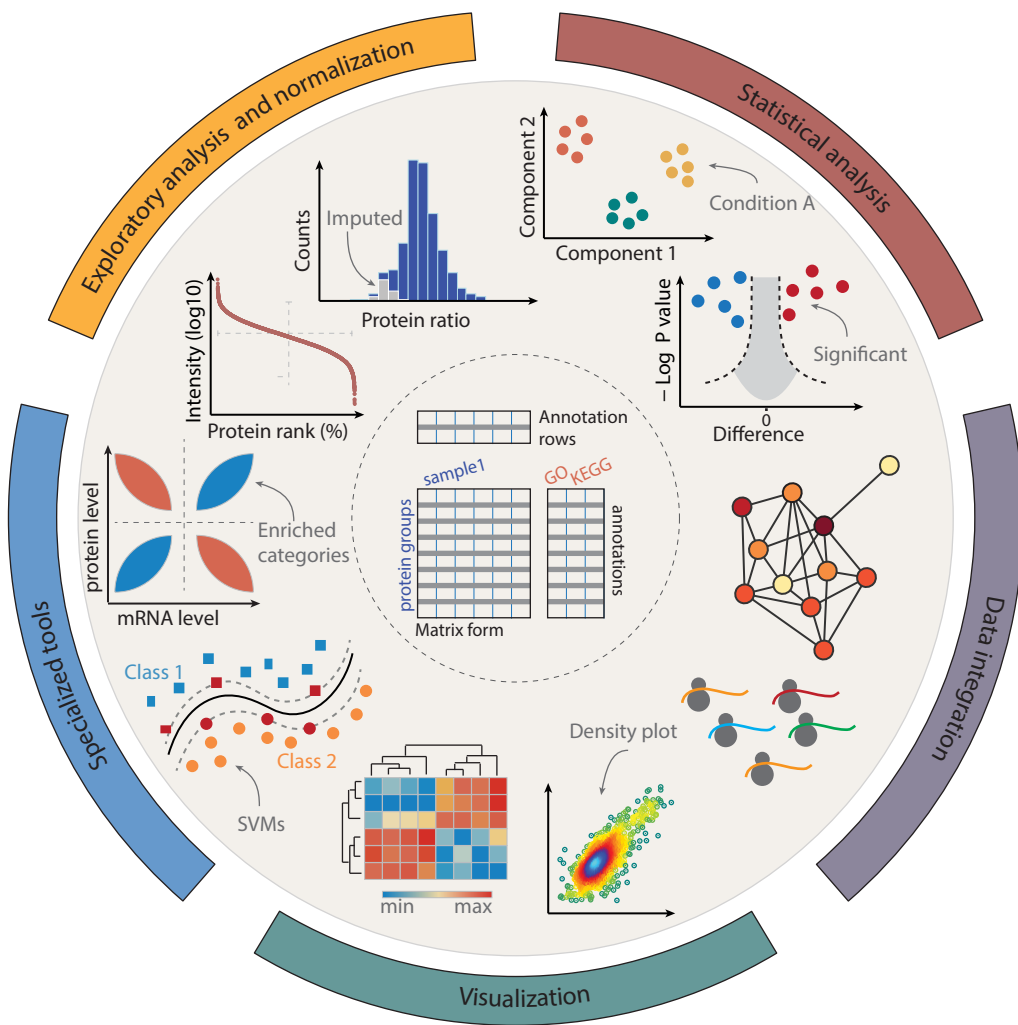 Exploratory analysis and normalization
Statistical analysis
Component 2
Component 1
Condition A
Counts
Imputed
Protein ratio
Intensity (log10)
Protein rank (%)
– Log P value
Significant
0
Difference
Annotation
rows
sample1
GO
KEGG
protein groups
annotations
Matrix form
protein level
Enriched
categories
mRNA level
Specialized tools
Data integration
Class 1
Class 2
SVMs
Density plot
min
max
Visualization